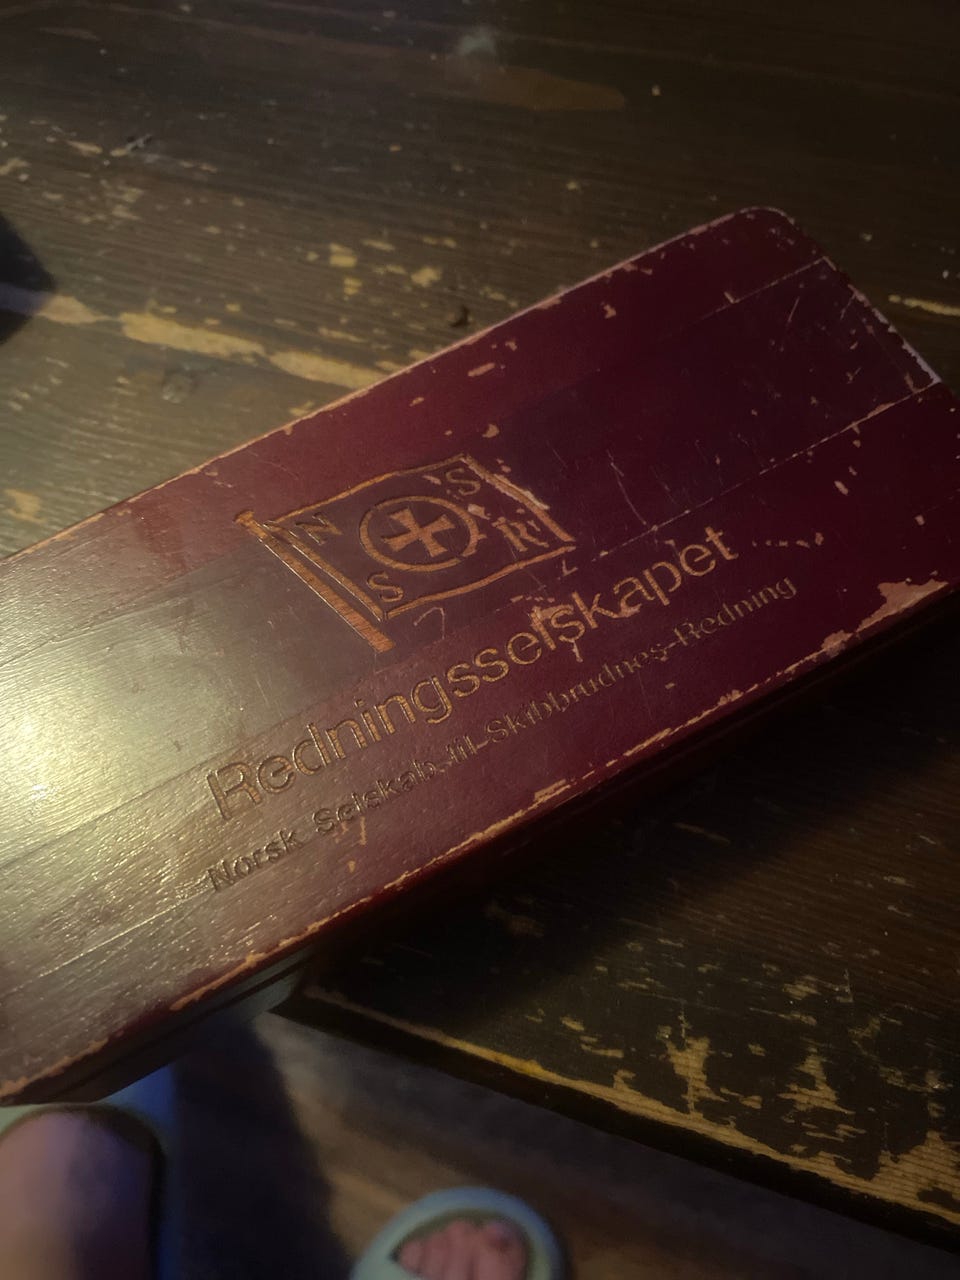 N S
S R
Redningsselskapet
Norsk Selskab til Skibbrudnes Redning